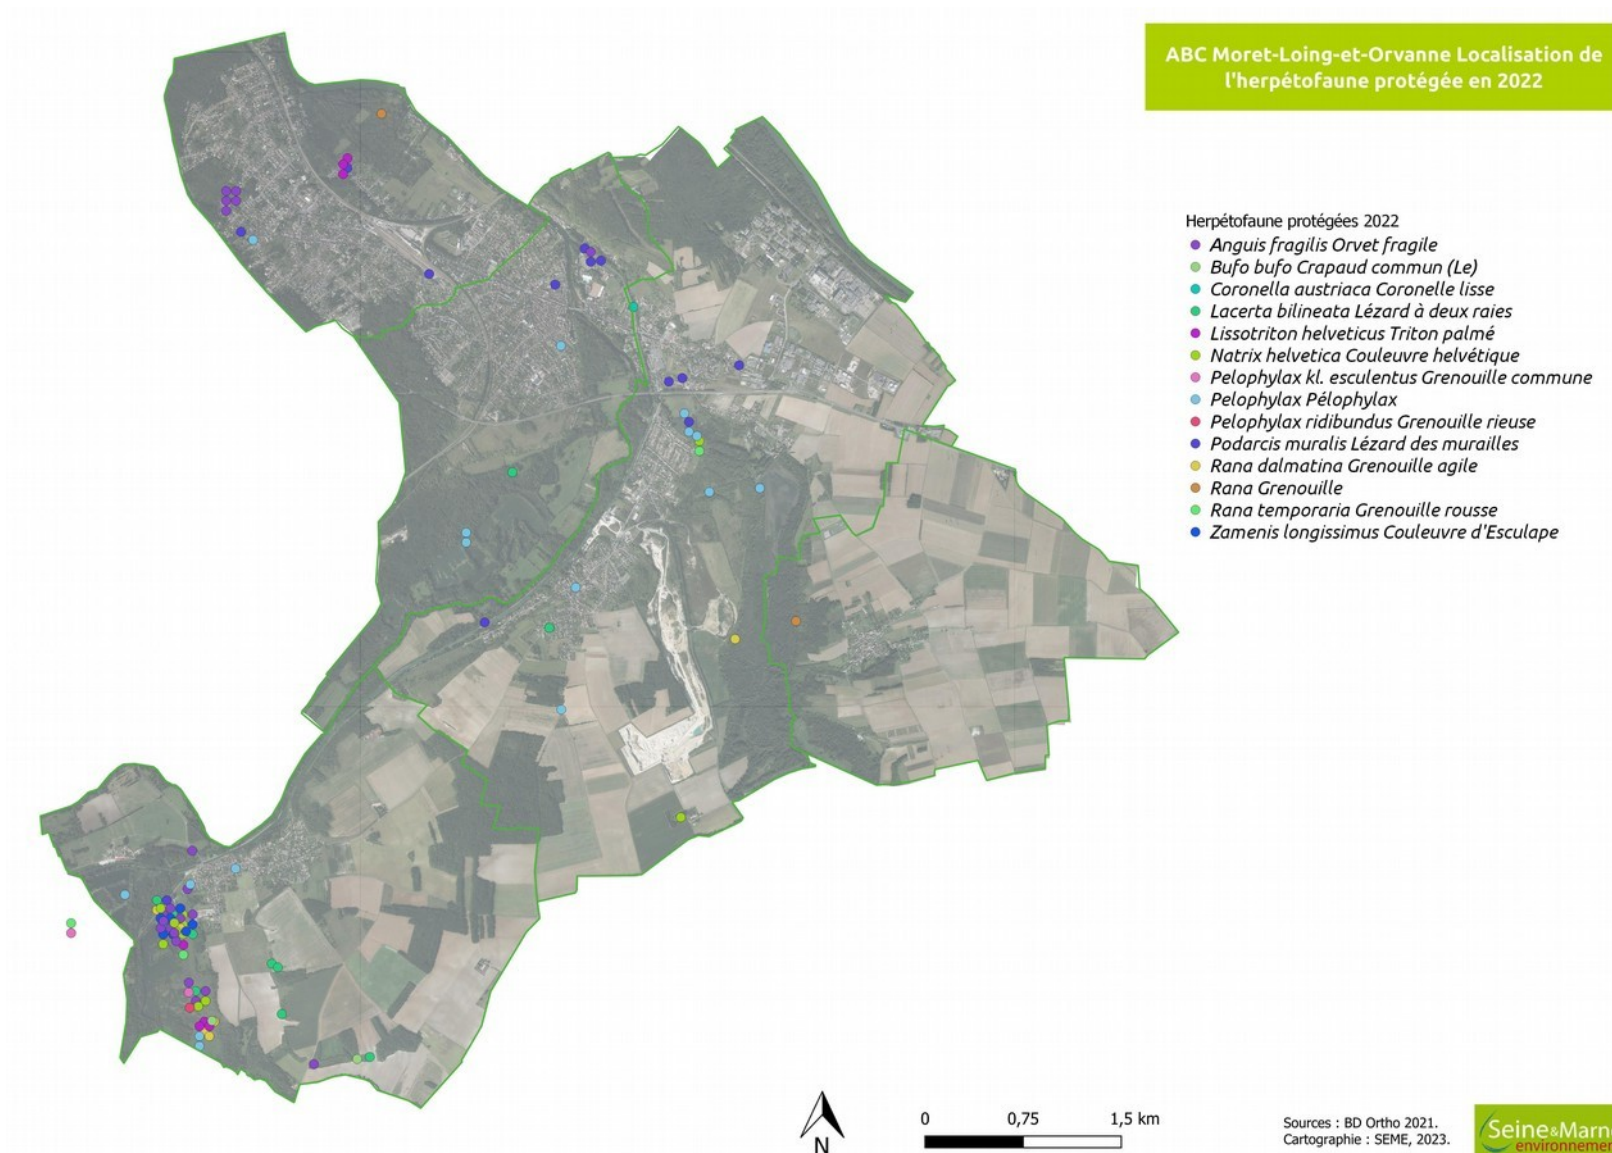 ABC Moret-Loing-et-Orvanne Localisation de
l'herpétofaune protégée en 2022
Herpétofaune protégées 2022
Anguis fragilis Orvet fragile
Bufo bufo Crapaud commun (Le)
Coronella austriaca Coronelle lisse
Lacerta bilineata Lézard à deux raies
Lissotriton helveticus Triton palmé
Natrix helvetica Couleuvre helvétique
Pelophylax kl. esculentus Grenouille commune
Pelophylax Pélophylax
Pelophylax ridibundus Grenouille rieuse
Podarcis muralis Lézard des murailles
Rana dalmatina Grenouille agile
Rana Grenouille
Rana temporaria Grenouille rousse
Zamenis longissimus Couleuvre d'Esculape
N
0 0,75 1,5 km
Sources : BD Ortho 2021.
Cartographie : SEME, 2023.
Seine&Marn
environnemen